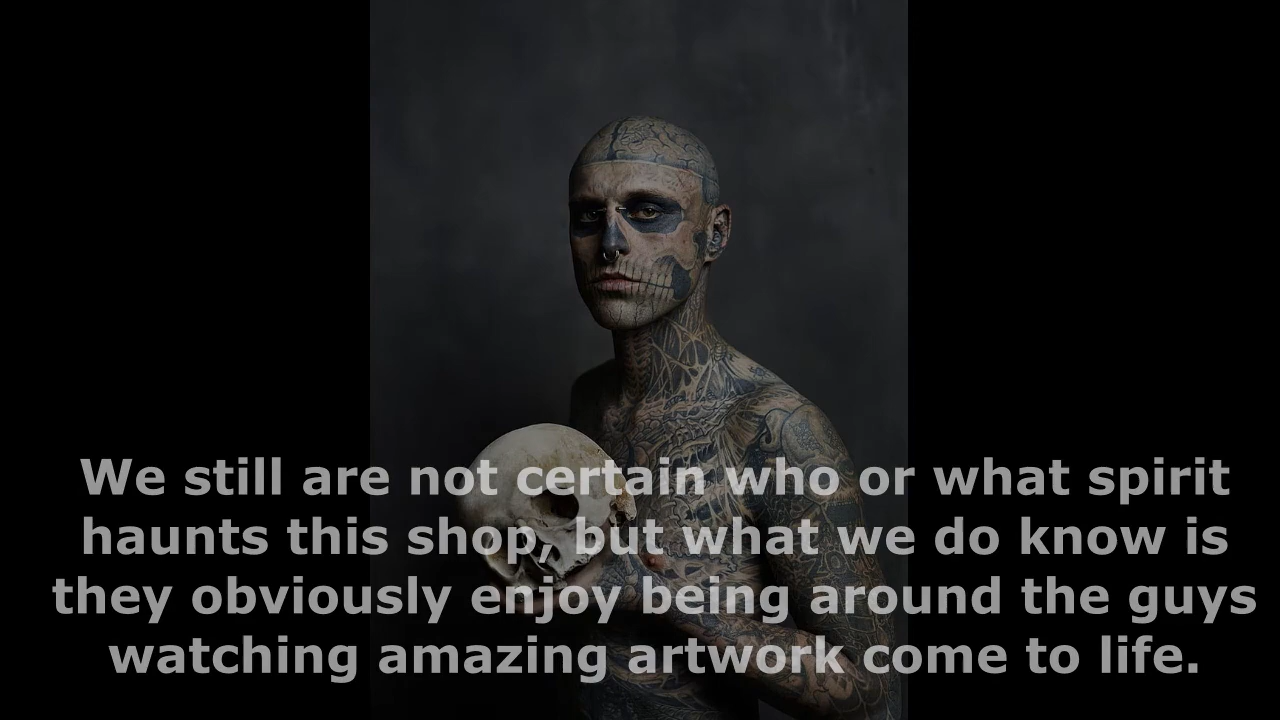 We still are not certain who or what spirit
haunts this shop, but what we do know is
they obviously enjoy being around the guys
watching amazing artwork come to life.